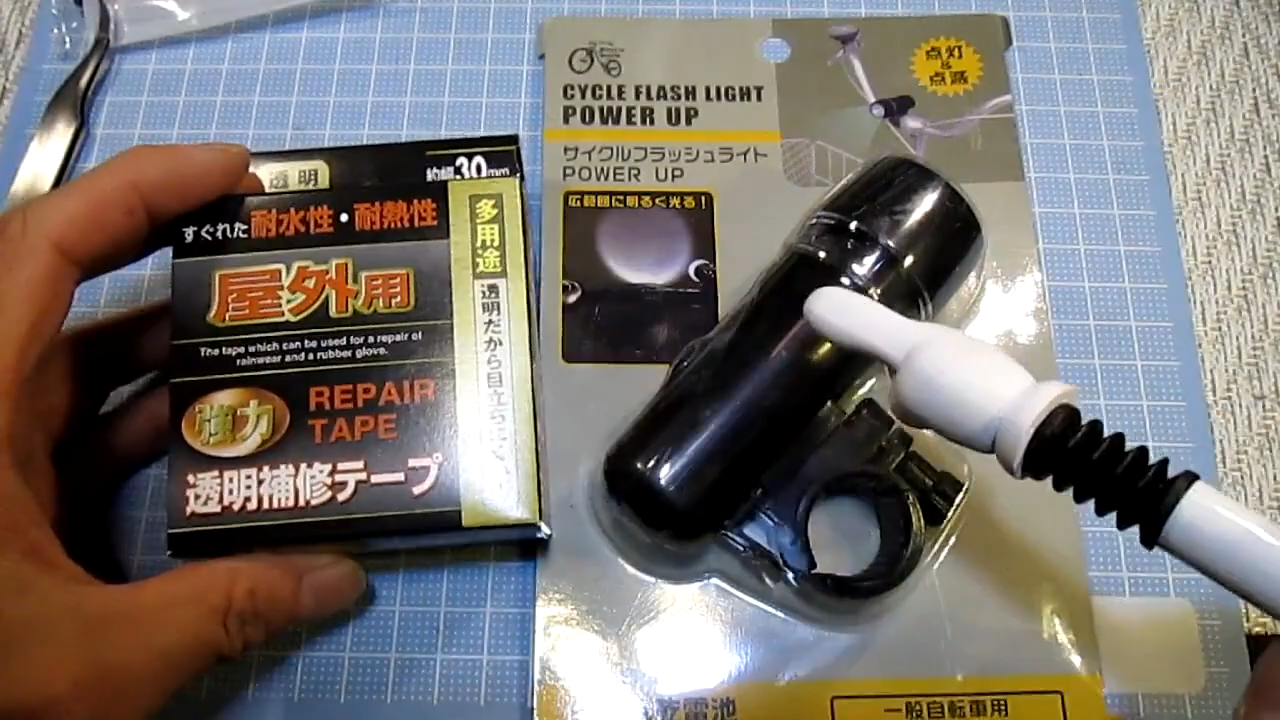 透明
約幅30mm
すぐれた耐水性・耐熱性
屋外用
The tape which can be used for a repair of
rainwear and a rubber glove.
強力
REPAIR
TAPE
透明補修テープ
多用途
透明だから目立ち
CYCLE FLASH LIGHT
POWER UP
サイクルフラッシュライト
POWER UP
広範囲に明るく光る!
点灯
&
点滅
乾電池
一般自転車用